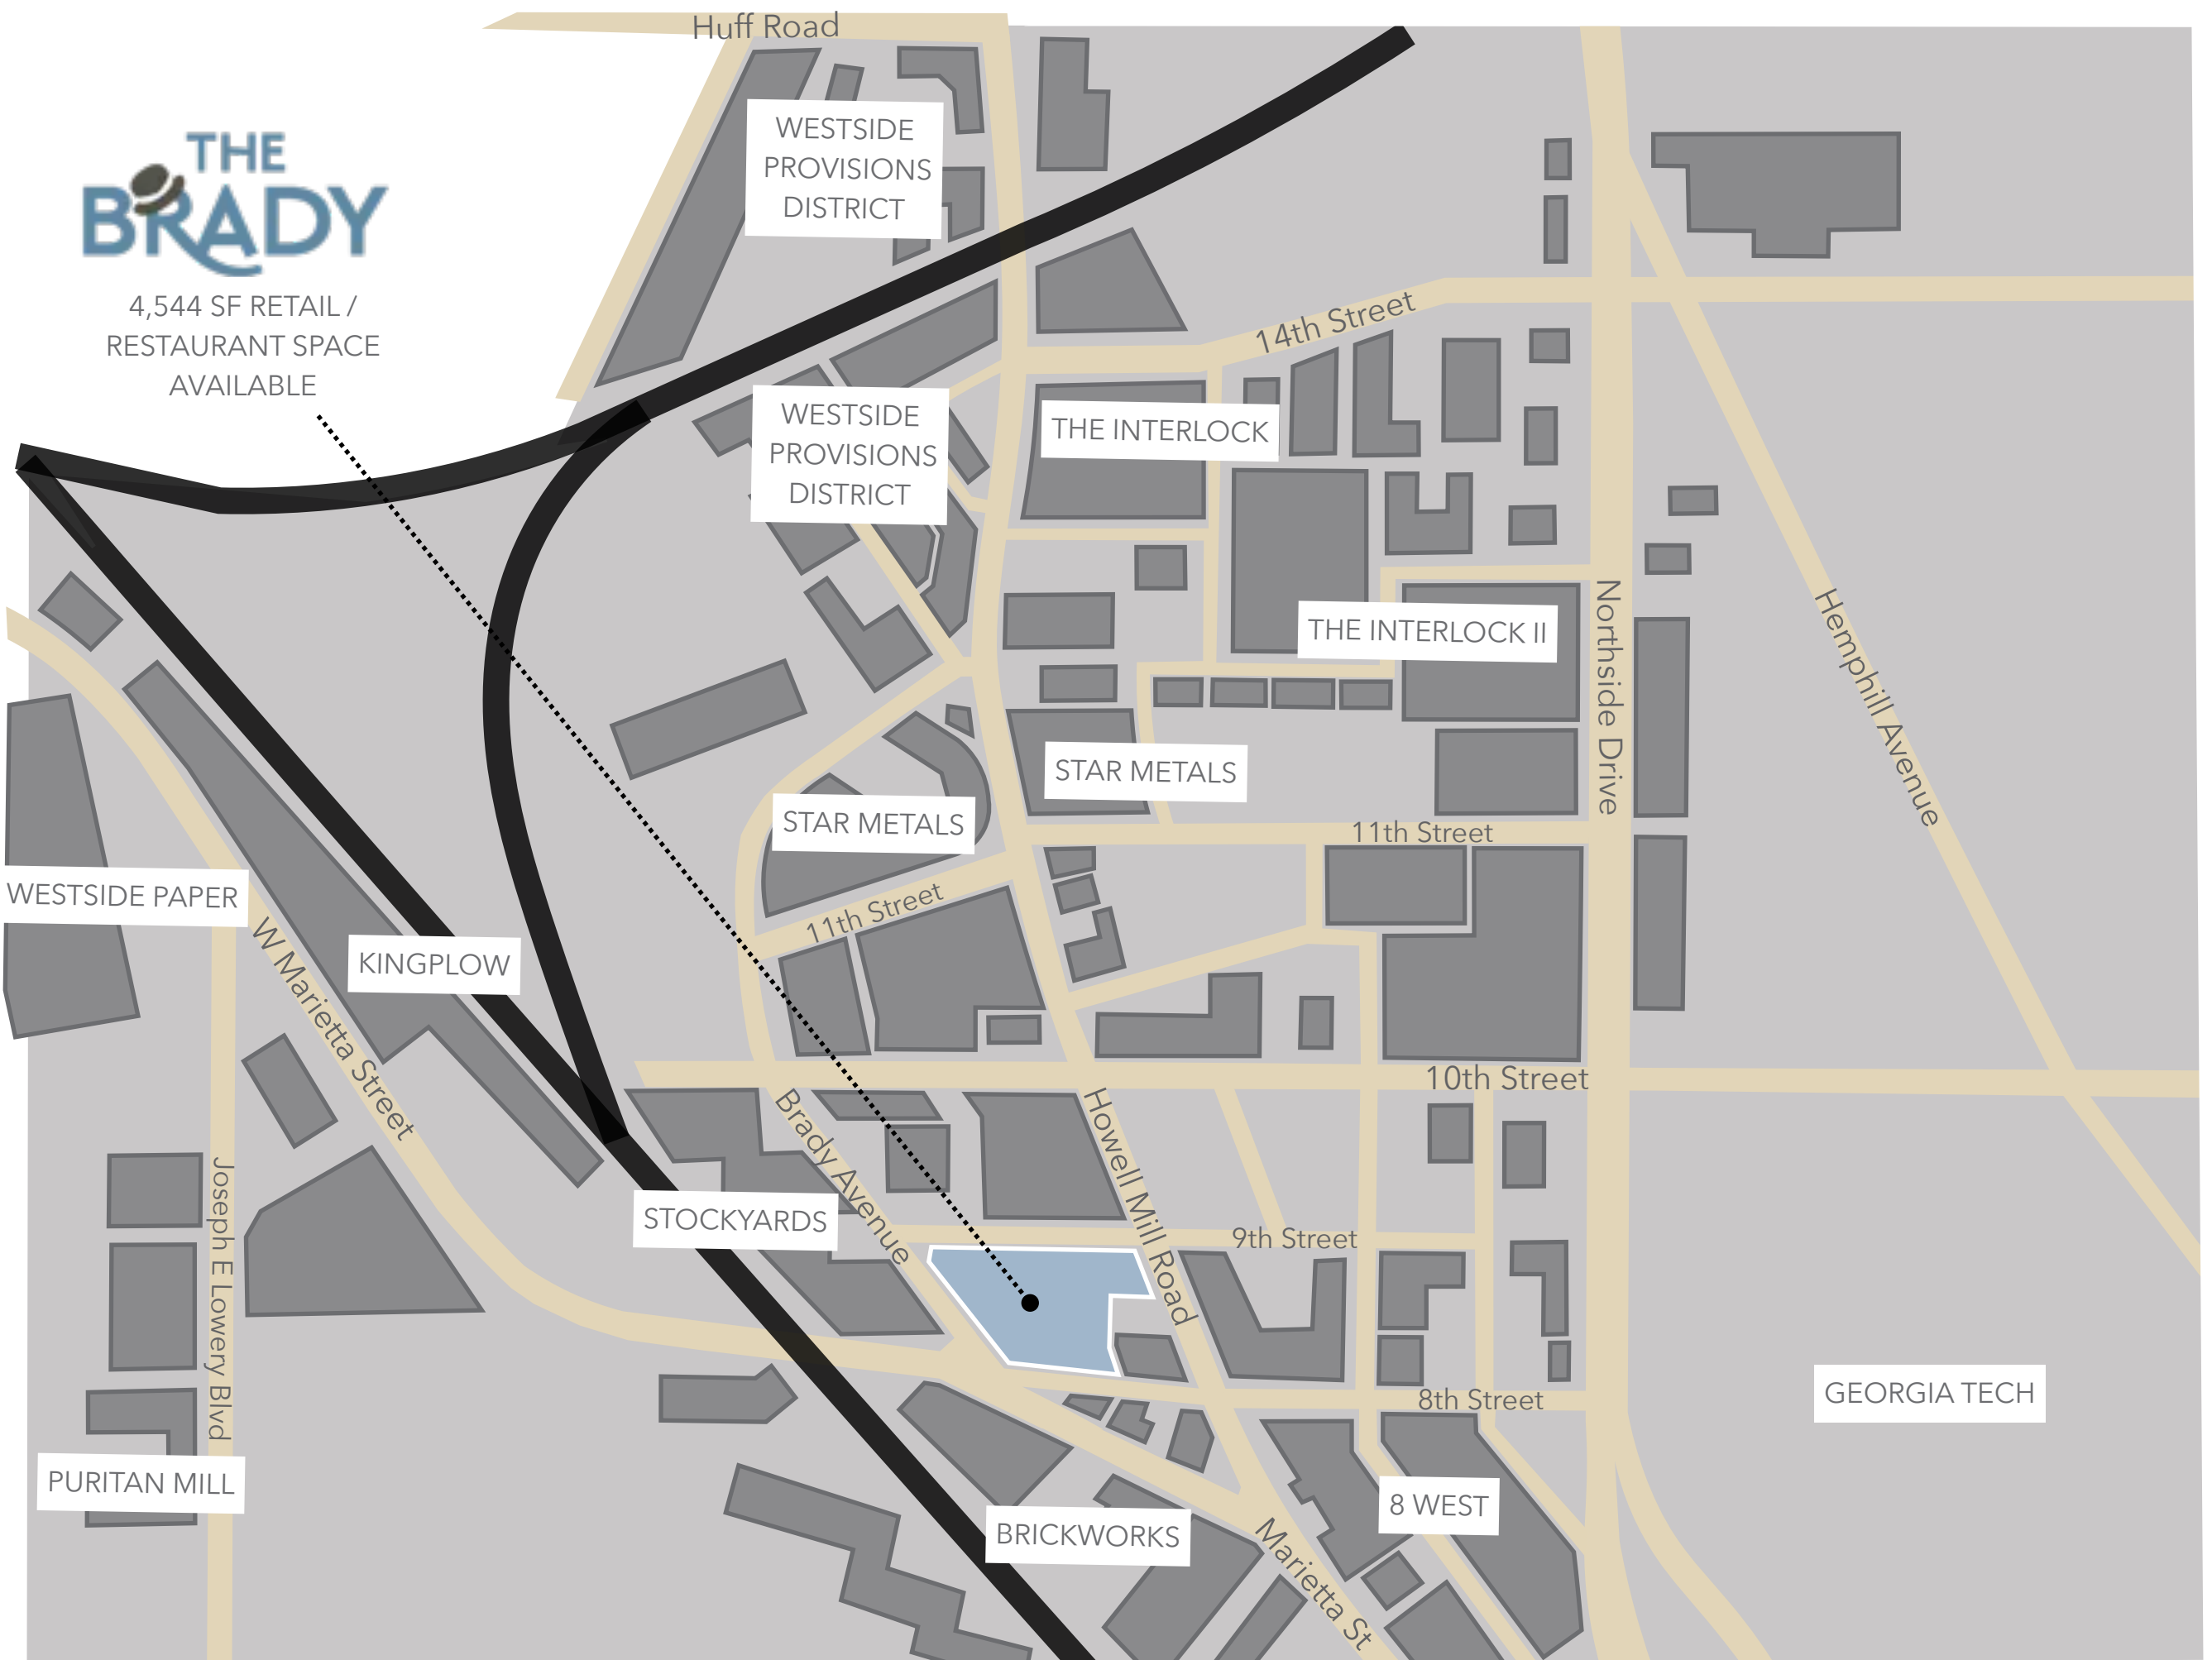 Huff Road
THE
BRADY
4,544 SF RETAIL /
RESTAURANT SPACE
AVAILABLE
WESTSIDE
PROVISIONS
DISTRICT
14th Street
WESTSIDE
PROVISIONS
DISTRICT
THE INTERLOCK
THE INTERLOCK II
Northside Drive
Hemphill Avenue
STAR METALS
STAR METALS
11th Street
11th Street
WESTSIDE PAPER
W Marietta Street
KINGPLOW
10th Street
Brady Avenue
Howell Mill Road
Joseph E Lowery Blvd
STOCKYARDS
9th Street
8th Street
GEORGIA TECH
PURITAN MILL
8 WEST
BRICKWORKS
Marietta St